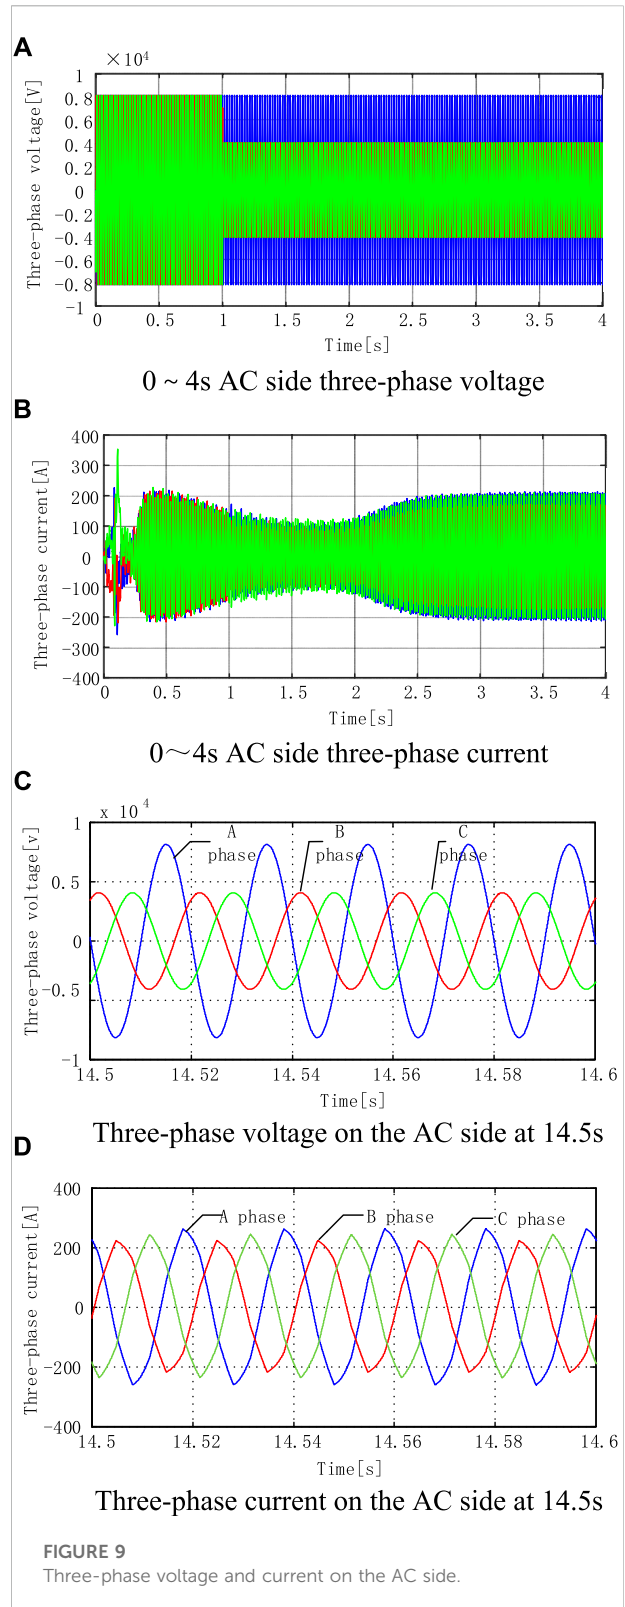 A
×10⁴
Three-phase voltage[V]
1
0.8
0.6
0.4
0.2
0
-0.2
-0.4
-0.6
-0.8
-1
0 0.5 1 1.5 2 2.5 3 3.5 4
Time[s]
0 ~ 4s AC side three-phase voltage
B
Three-phase current[A]
400
300
200
100
0
-100
-200
-300
-400
0 0.5 1 1.5 2 2.5 3 3.5 4
Time[s]
0～4s AC side three-phase current
C
x 10⁴
Three-phase voltage[v]
1
0.5
0
-0.5
-1
A phase
B phase
C phase
14.5 14.52 14.54 14.56 14.58 14.6
Time[s]
Three-phase voltage on the AC side at 14.5s
D
Three-phase current[A]
400
200
0
-200
-400
A phase
B phase
C phase
14.5 14.52 14.54 14.56 14.58 14.6
Time[s]
Three-phase current on the AC side at 14.5s
FIGURE 9
Three-phase voltage and current on the AC side.